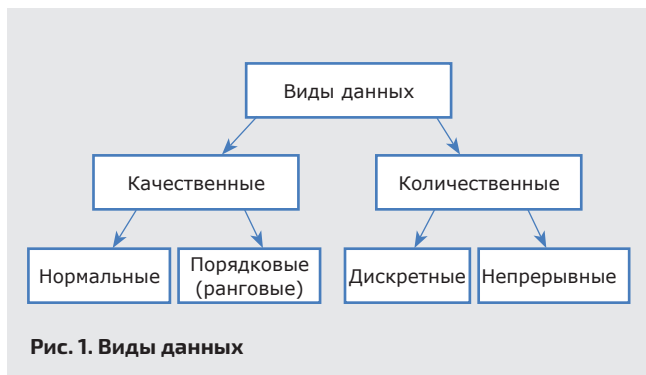 Виды данных
Качественные
Количественные
Нормальные
Порядковые
(ранговые)
Дискретные
Непрерывные
Рис. 1. Виды данных